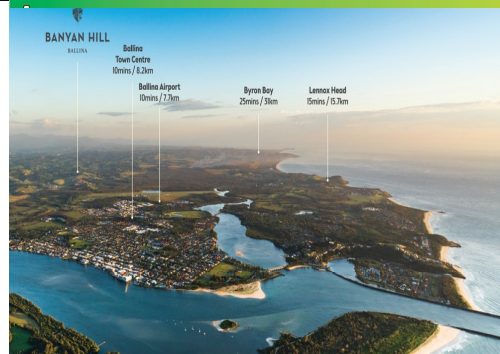 BANYAN HILL
BALLINA
Ballina
Town Centre
10mins / 8.2km
Ballina Airport
10mins / 7.7km
Byron Bay
25mins / 31km
Lennox Head
15mins / 15.7km